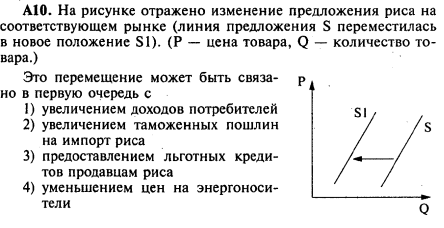 А10. На рисунке отражено изменение предложения риса на
соответствующем рынке (линия предложения S переместилась
в новое положение S1). (P — цена товара, Q — количество то-
вара.)
Это перемещение может быть связа-
но в первую очередь с
1) увеличением доходов потребителей
2) увеличением таможенных пошлин
на импорт риса
3) предоставлением льготных креди-
тов продавцам риса
4) уменьшением цен на энергоноси-
тели
P
S1
S
Q